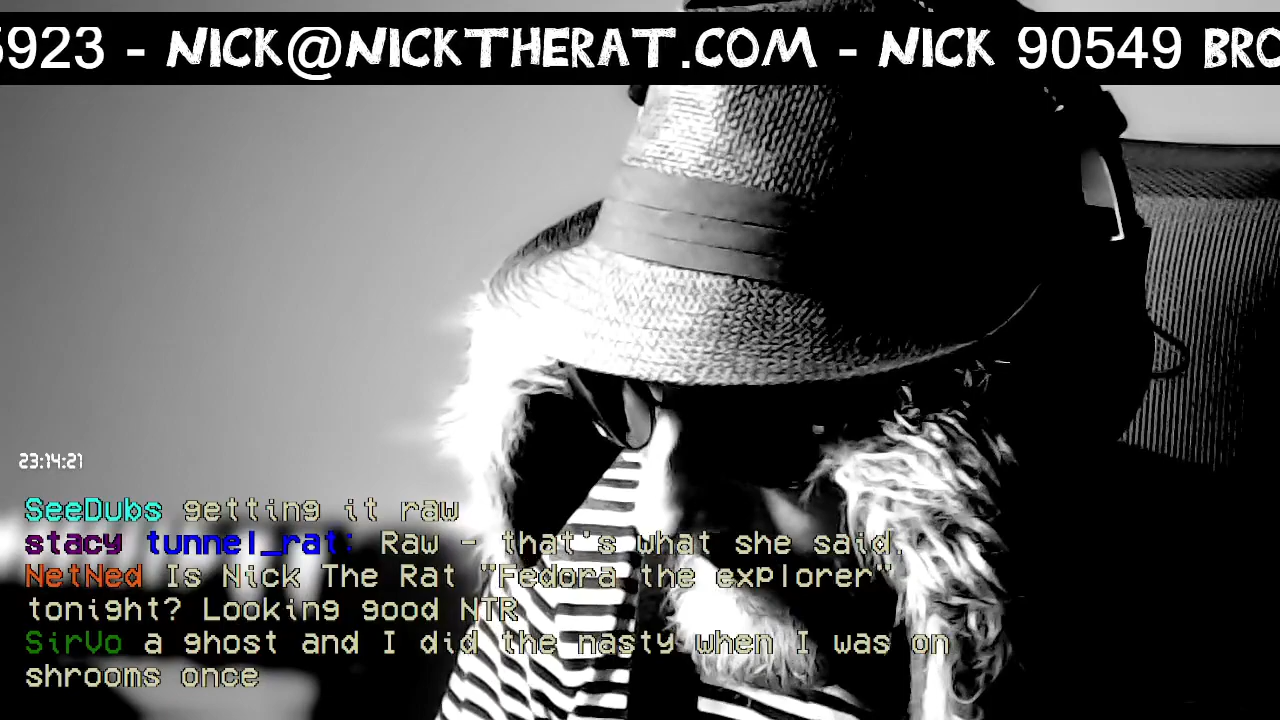 5923 - NICK@NICKTHERAT.COM - NICK 90549 BRO
23:14:21
SeeDubs getting it raw
stacy tunnel_rat: Raw - that's what she said.
NetNed Is Nick The Rat "Fedora the explorer"
tonight? Looking good NTR
SirVo a ghost and I did the nasty when I was on
shrooms once